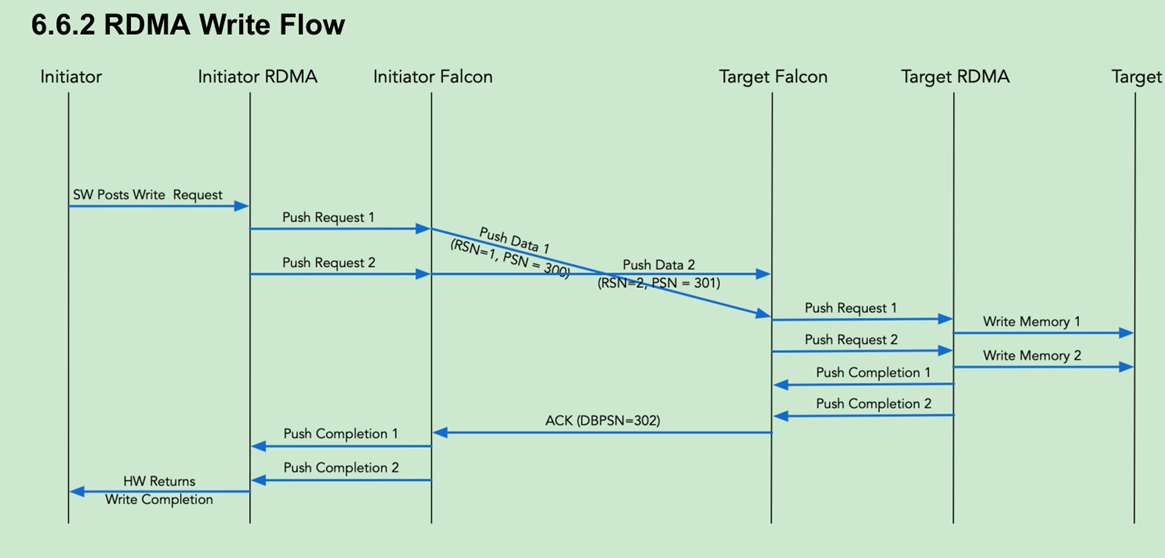 6.6.2 RDMA Write Flow
Initiator
Initiator RDMA
Initiator Falcon
Target Falcon
Target RDMA
Target
SW Posts Write Request
Push Request 1
Push Data 1
(RSN=1, PSN = 300)
Push Request 2
Push Data 2
(RSN=2, PSN = 301)
Push Request 1
Write Memory 1
Push Request 2
Write Memory 2
Push Completion 1
Push Completion 2
ACK (DBPSN=302)
Push Completion 1
Push Completion 2
HW Returns
Write Completion